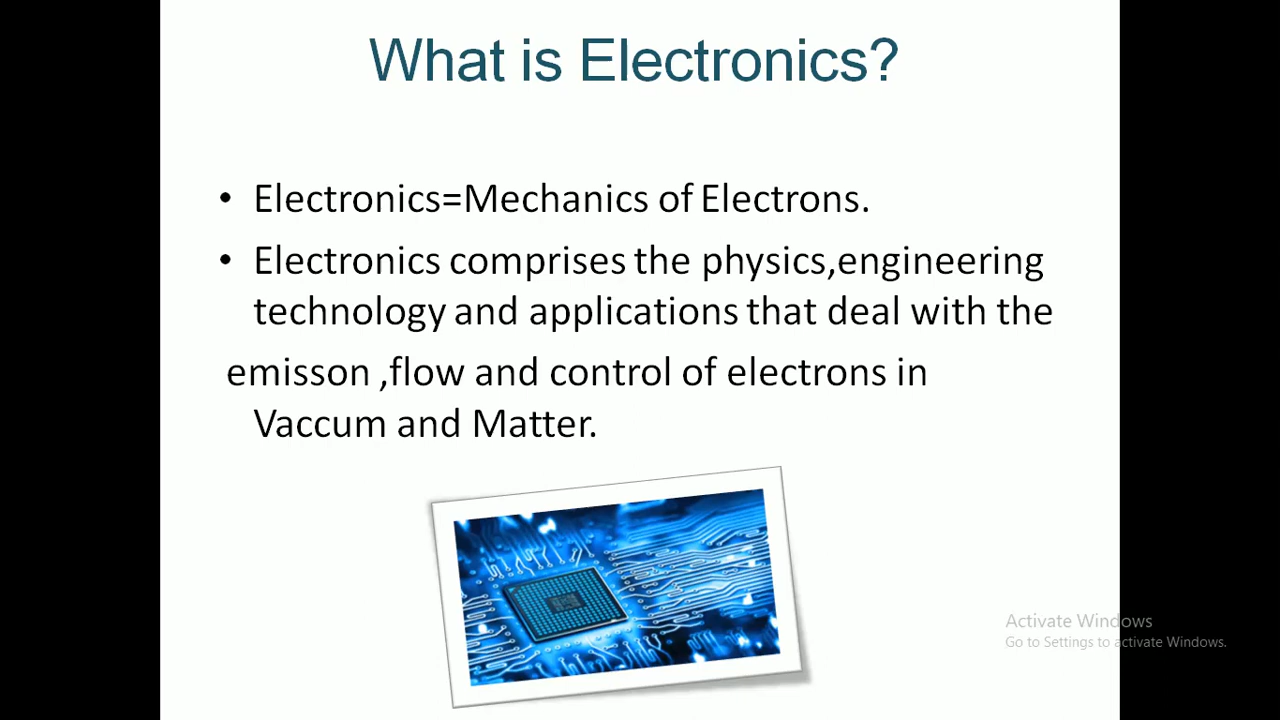 What is Electronics?
• Electronics=Mechanics of Electrons.
• Electronics comprises the physics,engineering
technology and applications that deal with the
emisson ,flow and control of electrons in
Vaccum and Matter.
Activate Windows
Go to Settings to activate Windows.